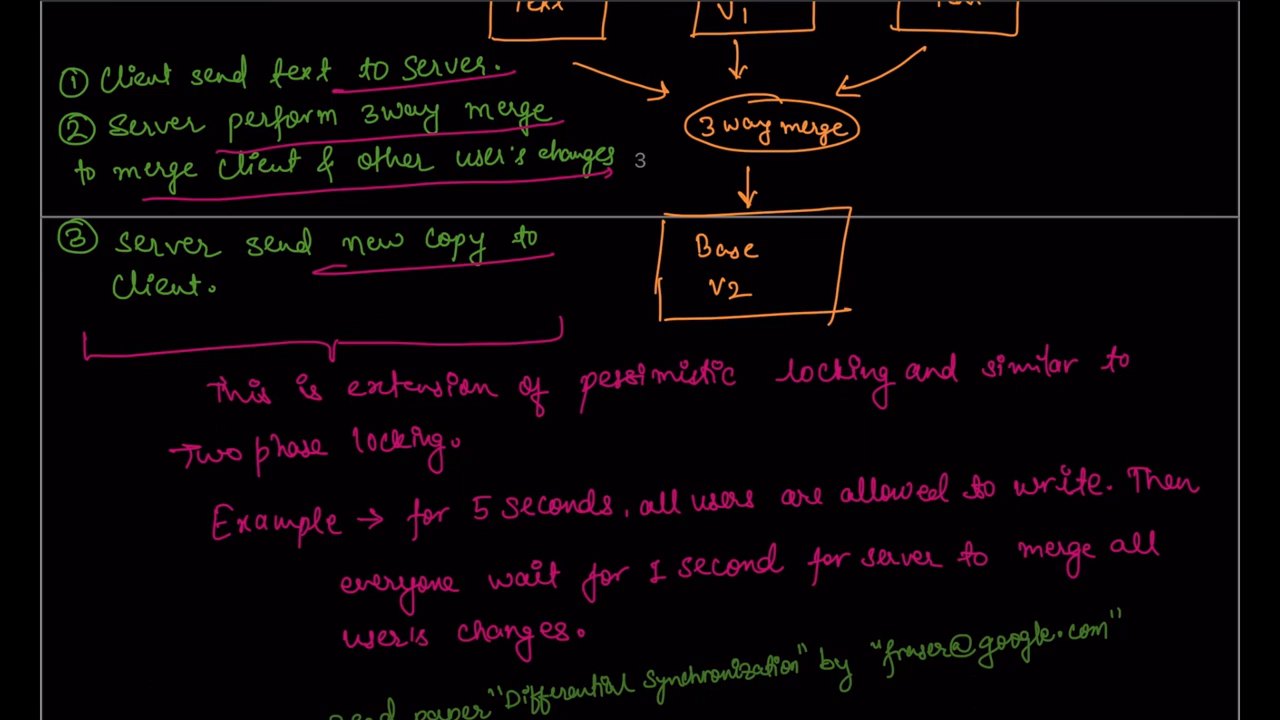 Text V1 Text
① Client send text to server.
② Server perform 3way merge
to merge client & other user's changes 3
3 way merge
③ Server send new copy to
client.
Base
V2
This is extension of pessimistic locking and similar to
Two phase locking.
Example → for 5 seconds, all users are allowed to write. Then
everyone wait for 1 second for server to merge all
user's changes.
Read paper "Differential Synchronization" by "fraser@google.com"